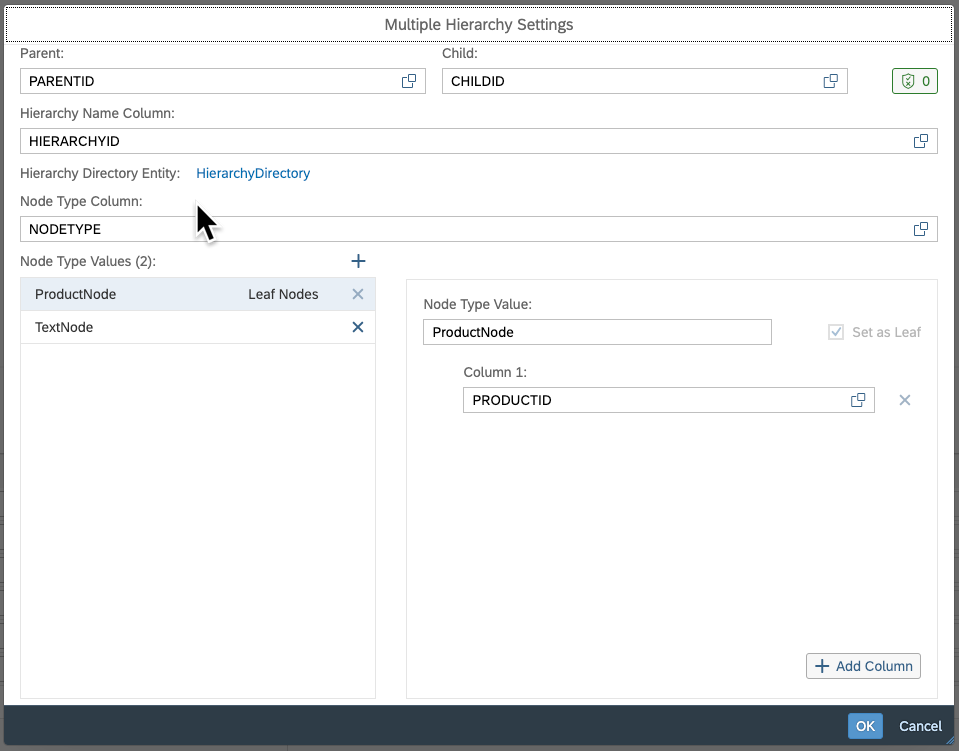 Multiple Hierarchy Settings
Parent: Child:
PARENTID CHILDID 0
Hierarchy Name Column:
HIERARCHYID
Hierarchy Directory Entity: HierarchyDirectory
Node Type Column:
NODETYPE
Node Type Values (2):
ProductNode Leaf Nodes
TextNode
Node Type Value:
ProductNode Set as Leaf
Column 1:
PRODUCTID
Add Column
OK Cancel